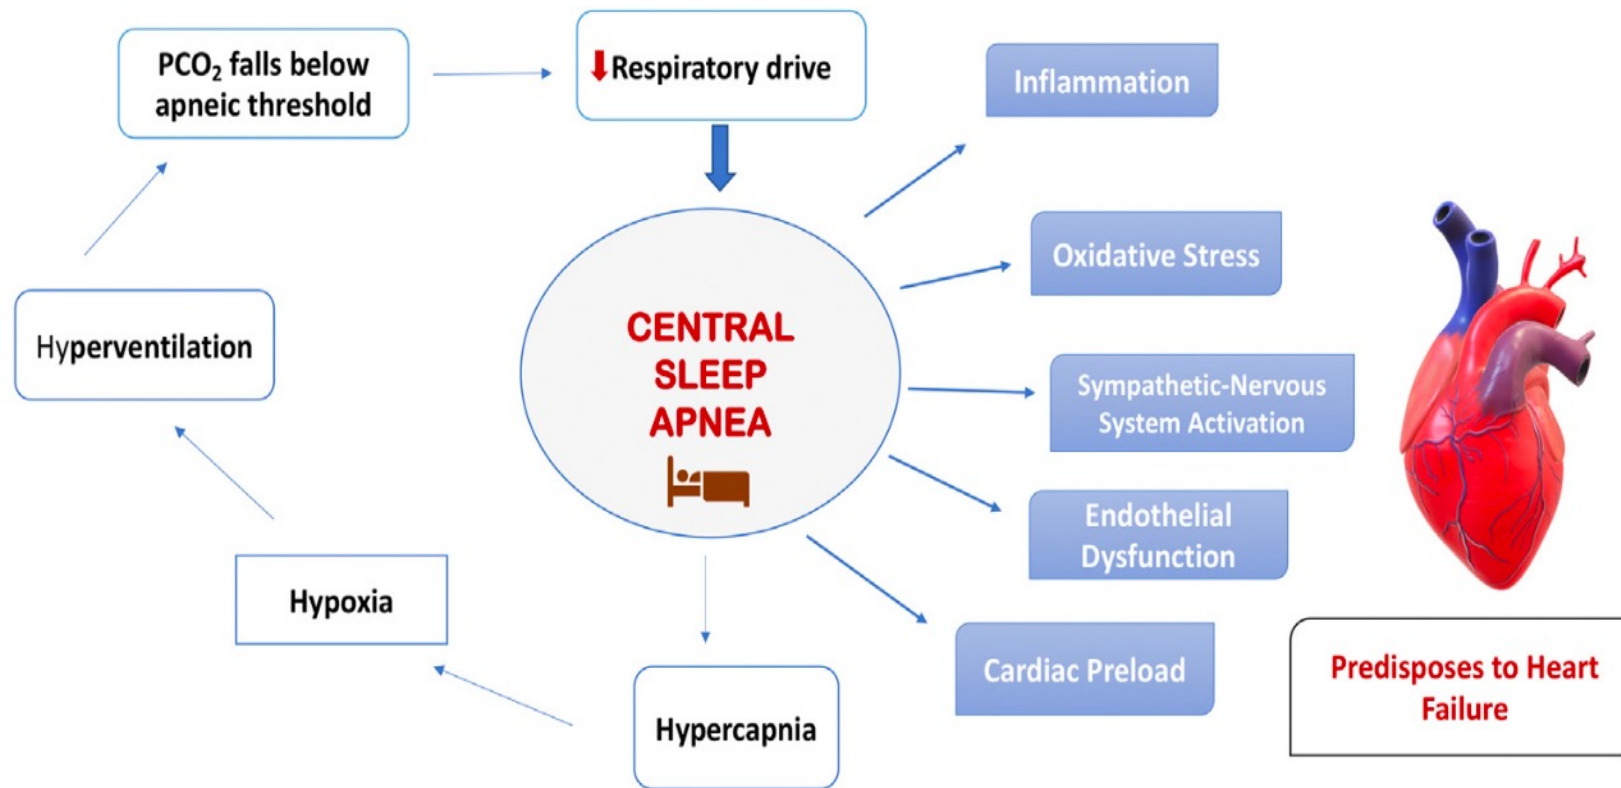 PCO₂ falls below
apneic threshold
Respiratory drive
Inflammation
Oxidative Stress
Hyperventilation
CENTRAL
SLEEP
APNEA
Sympathetic-Nervous
System Activation
Endothelial
Dysfunction
Hypoxia
Cardiac Preload
Hypercapnia
Predisposes to Heart
Failure